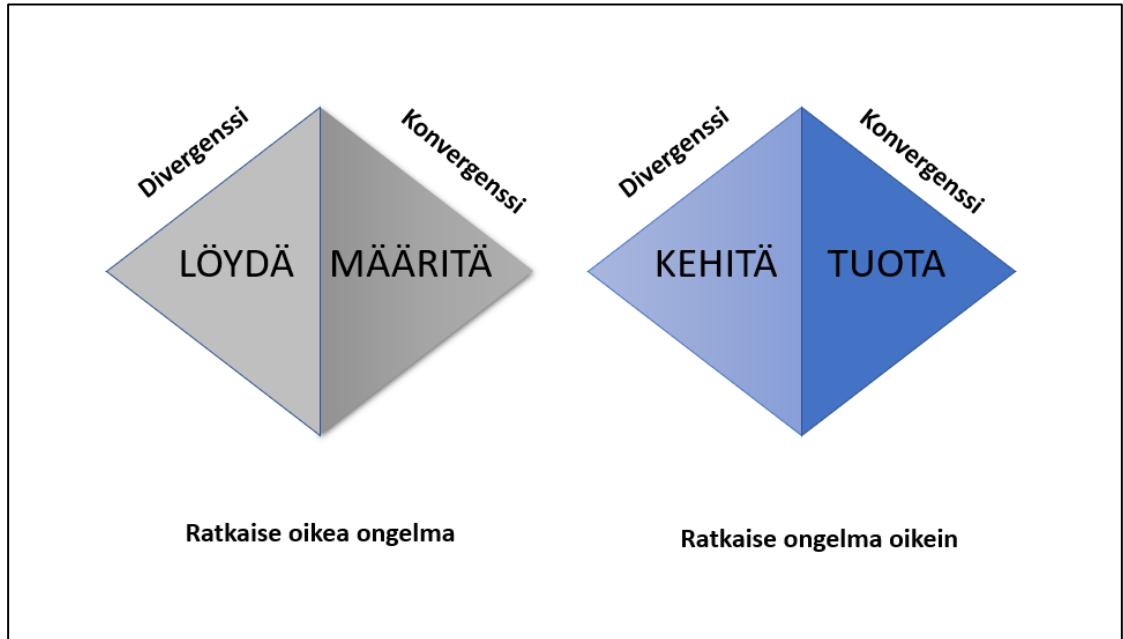 Divergenssi
Konvergenssi
LÖYDÄ
MÄÄRITÄ
Ratkaise oikea ongelma
Divergenssi
Konvergenssi
KEHITÄ
TUOTA
Ratkaise ongelma oikein